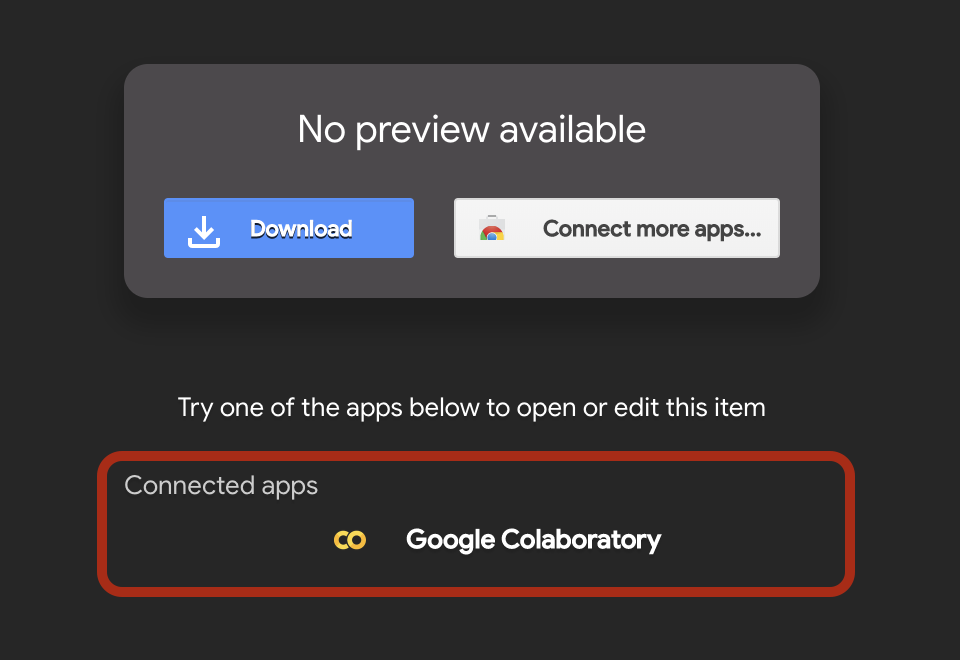 No preview available
Download
Connect more apps...
Try one of the apps below to open or edit this item
Connected apps
Google Colaboratory